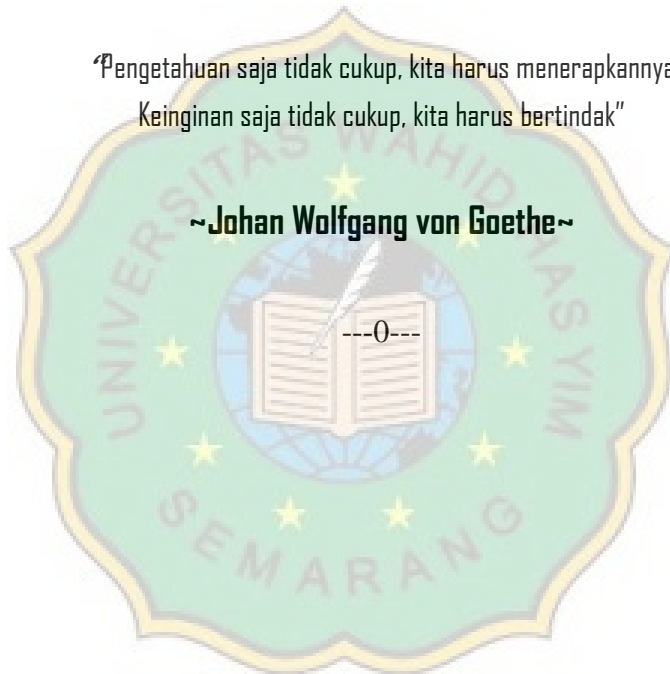 “Pengetahuan saja tidak cukup, kita harus menerapkannya
Keinginan saja tidak cukup, kita harus bertindak”
~Johan Wolfgang von Goethe~
---0---
UNIVERSITAS WAHID HASYIM
SEMARANG